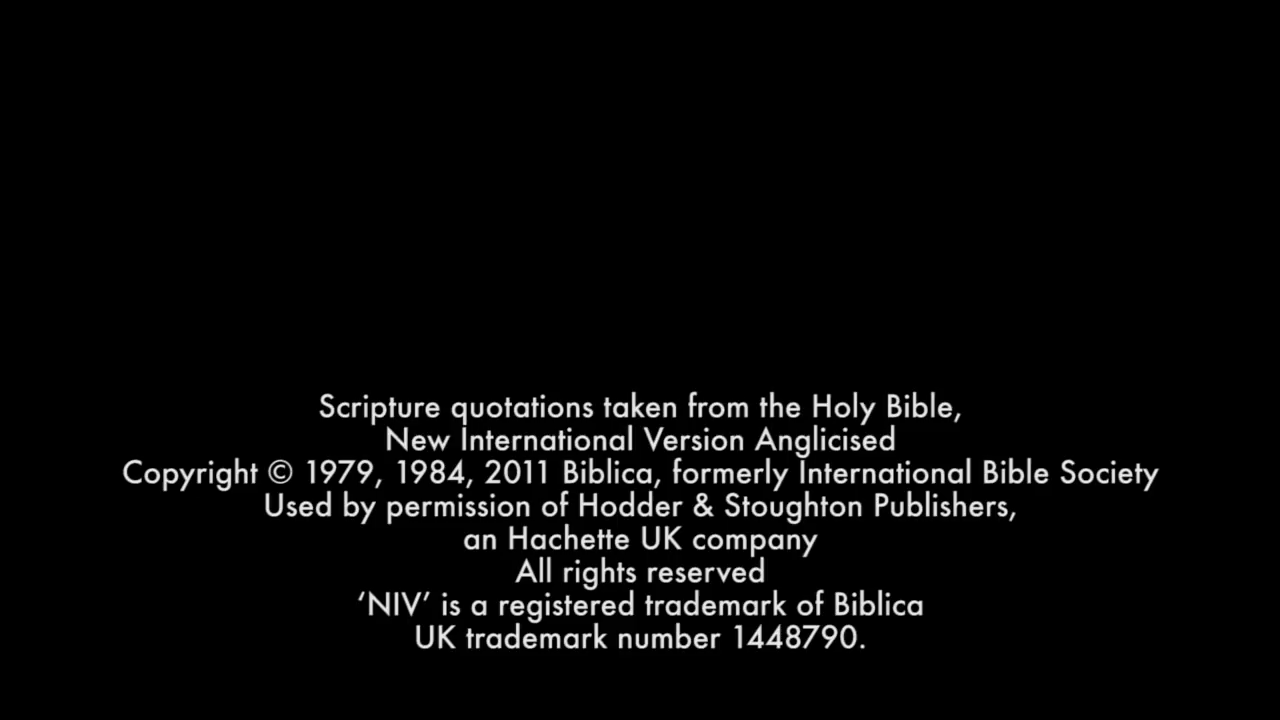 Scripture quotations taken from the Holy Bible,
New International Version Anglicised
Copyright © 1979, 1984, 2011 Biblica, formerly International Bible Society
Used by permission of Hodder & Stoughton Publishers,
an Hachette UK company
All rights reserved
‘NIV’ is a registered trademark of Biblica
UK trademark number 1448790.